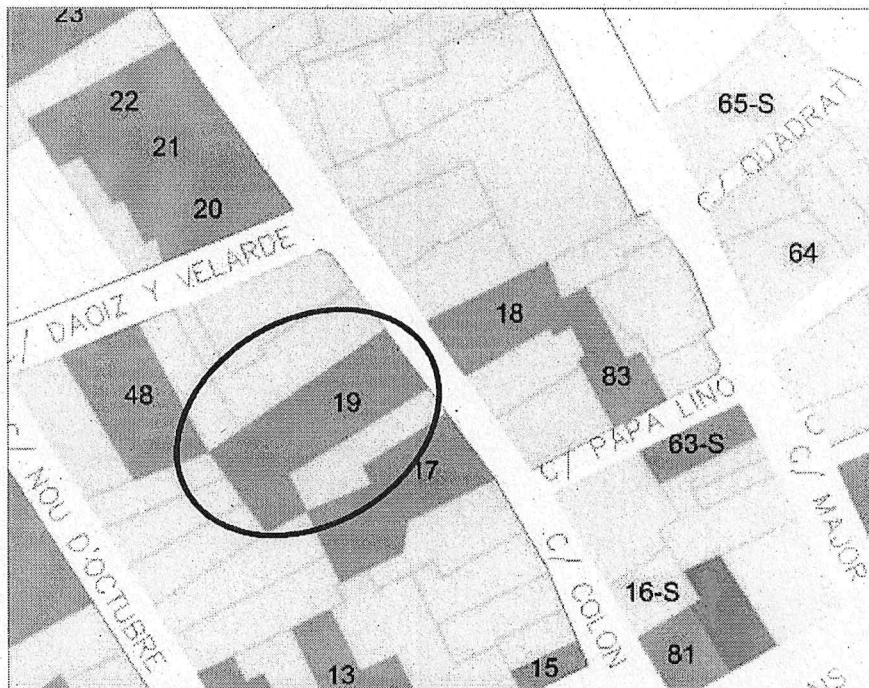 23
22
65-S
21
C/ QUADRAT
20
C/ DAOIZ Y VELARDE
64
18
48
19
83
C/ PAPA LINO
63-S
17
C/ NOU D'OCTUBRE
C/ MAJOR
C/ COLON
16-S
13
15
81